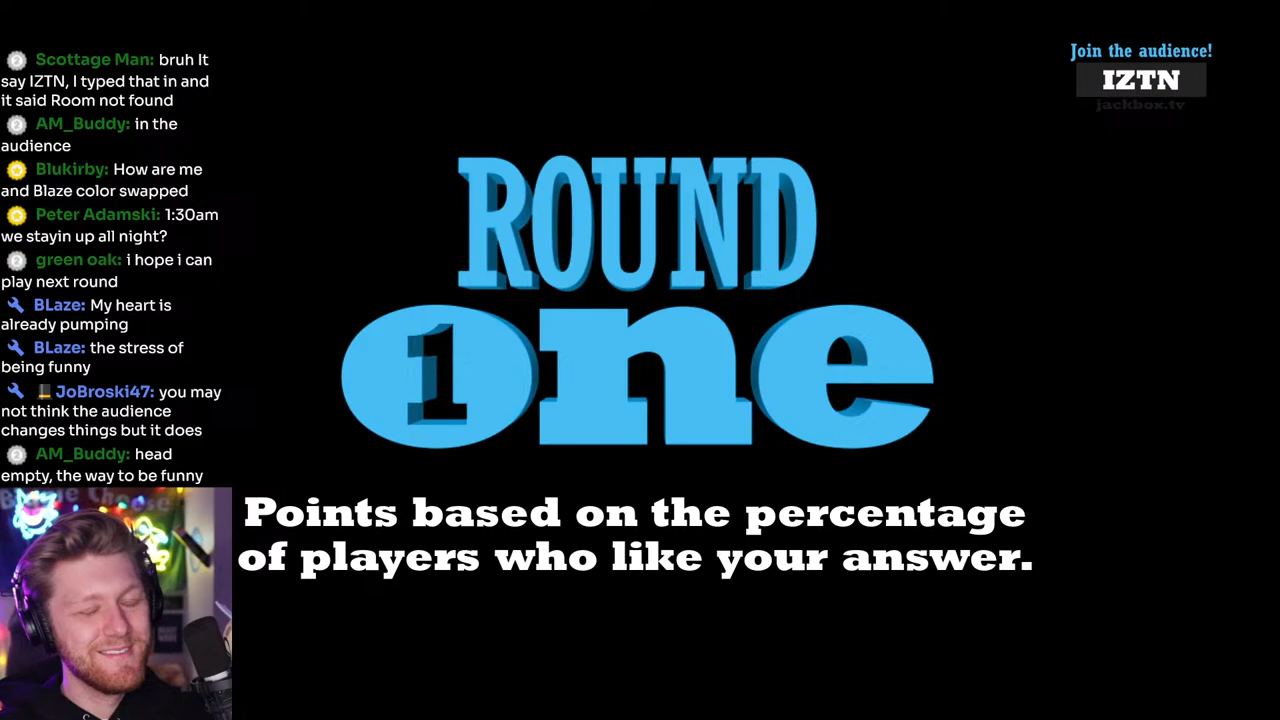 Scottage Man: bruh It
say IZTN, I typed that in and
it said Room not found
AM_Buddy: in the
audience
Blukirby: How are me
and Blaze color swapped
Peter Adamski: 1:30am
we stayin up all night?
green oak: i hope i can
play next round
BLaze: My heart is
already pumping
BLaze: the stress of
being funny
JoBroski47: you may
not think the audience
changes things but it does
AM_Buddy: head
empty, the way to be funny
Join the audience!
IZTN
jackbox.tv
ROUND
One
1
Points based on the percentage
of players who like your answer.